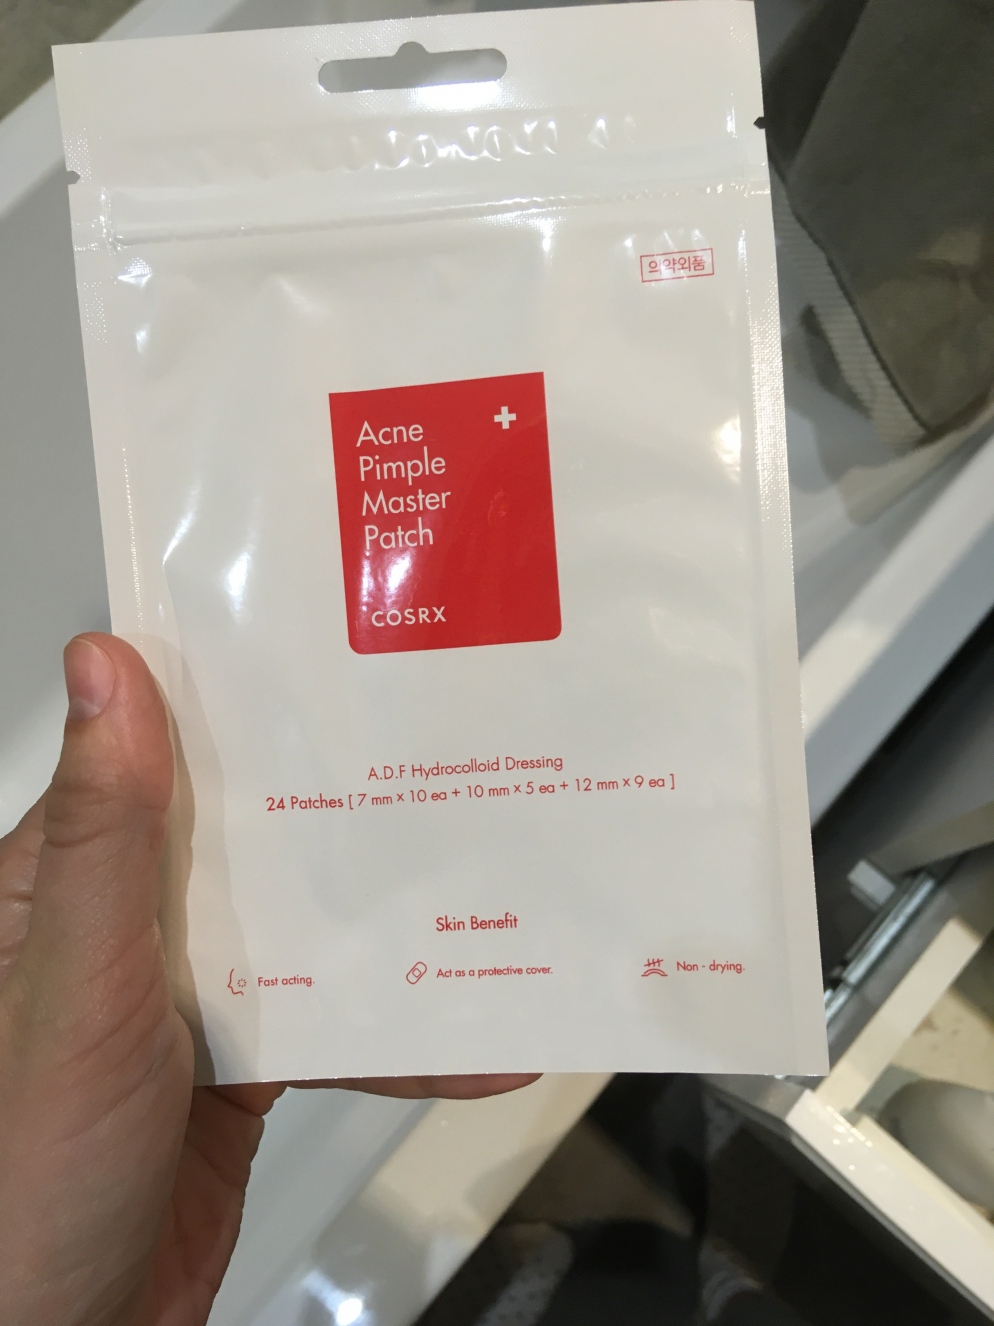 의약외품
Acne
Pimple
Master
Patch
COSRX
A.D.F Hydrocolloid Dressing
24 Patches [ 7 mm × 10 ea + 10 mm × 5 ea + 12 mm × 9 ea ]
Skin Benefit
Fast acting.
Act as a protective cover.
Non - drying.